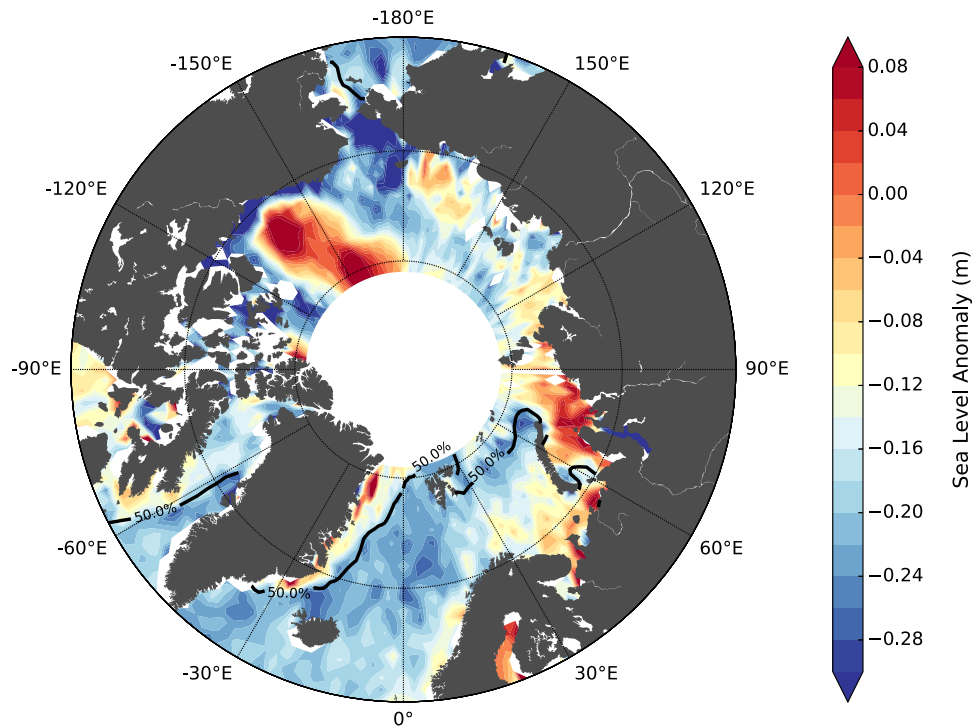 -180°E
-150°E
150°E
-120°E
120°E
-90°E
90°E
-60°E
60°E
-30°E
30°E
0°
50.0%
50.0%
50.0%
50.0%
0.08
0.04
0.00
−0.04
−0.08
−0.12
−0.16
−0.20
−0.24
−0.28
Sea Level Anomaly (m)